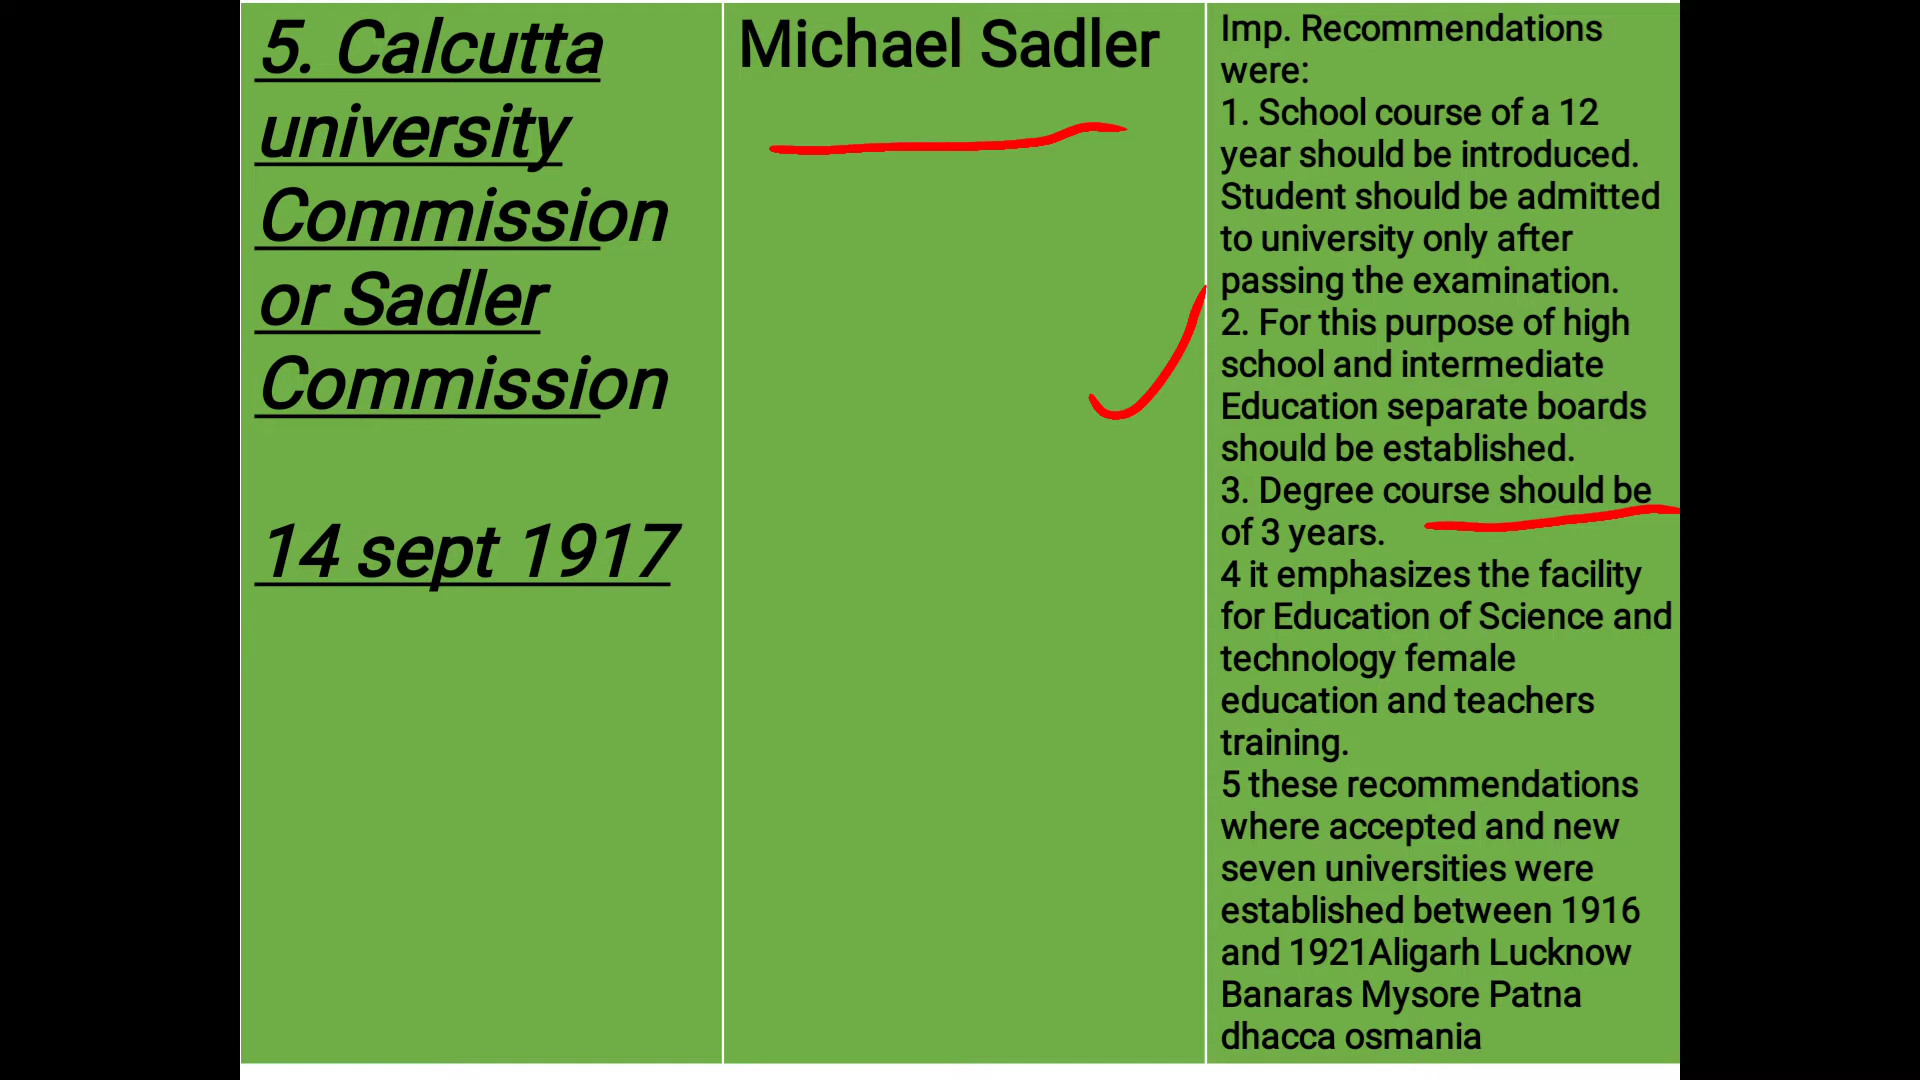 5. Calcutta
university
Commission
or Sadler
Commission
14 sept 1917
Michael Sadler
Imp. Recommendations
were:
1. School course of a 12
year should be introduced.
Student should be admitted
to university only after
passing the examination.
2. For this purpose of high
school and intermediate
Education separate boards
should be established.
3. Degree course should be
of 3 years.
4 it emphasizes the facility
for Education of Science and
technology female
education and teachers
training.
5 these recommendations
where accepted and new
seven universities were
established between 1916
and 1921Aligarh Lucknow
Banaras Mysore Patna
dhacca osmania